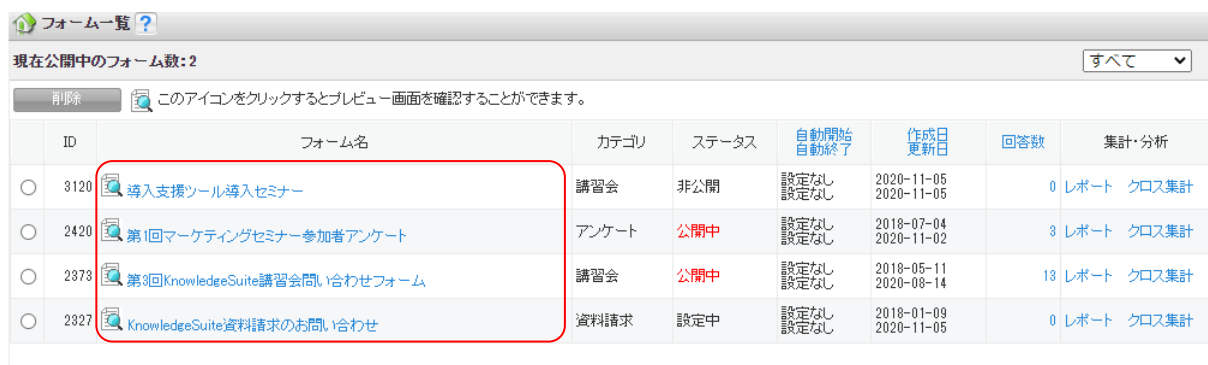 フォーム一覧 ?
現在公開中のフォーム数:2 すべて
削除 このアイコンをクリックするとプレビュー画面を確認することができます。
ID フォーム名 カテゴリ ステータス 自動開始 作成日 回答数 集計・分析
自動終了 更新日
3120 導入支援ツール導入セミナー 講習会 非公開 設定なし 2020-11-05 0 レポート クロス集計
設定なし 2020-11-05
2420 第1回マーケティングセミナー参加者アンケート アンケート 公開中 設定なし 2018-07-04 3 レポート クロス集計
設定なし 2020-11-02
2373 第3回KnowledgeSuite講習会問い合わせフォーム 講習会 公開中 設定なし 2018-05-11 13 レポート クロス集計
設定なし 2020-08-14
2327 KnowledgeSuite資料請求のお問い合わせ 資料請求 設定中 設定なし 2018-01-09 0 レポート クロス集計
設定なし 2020-11-05